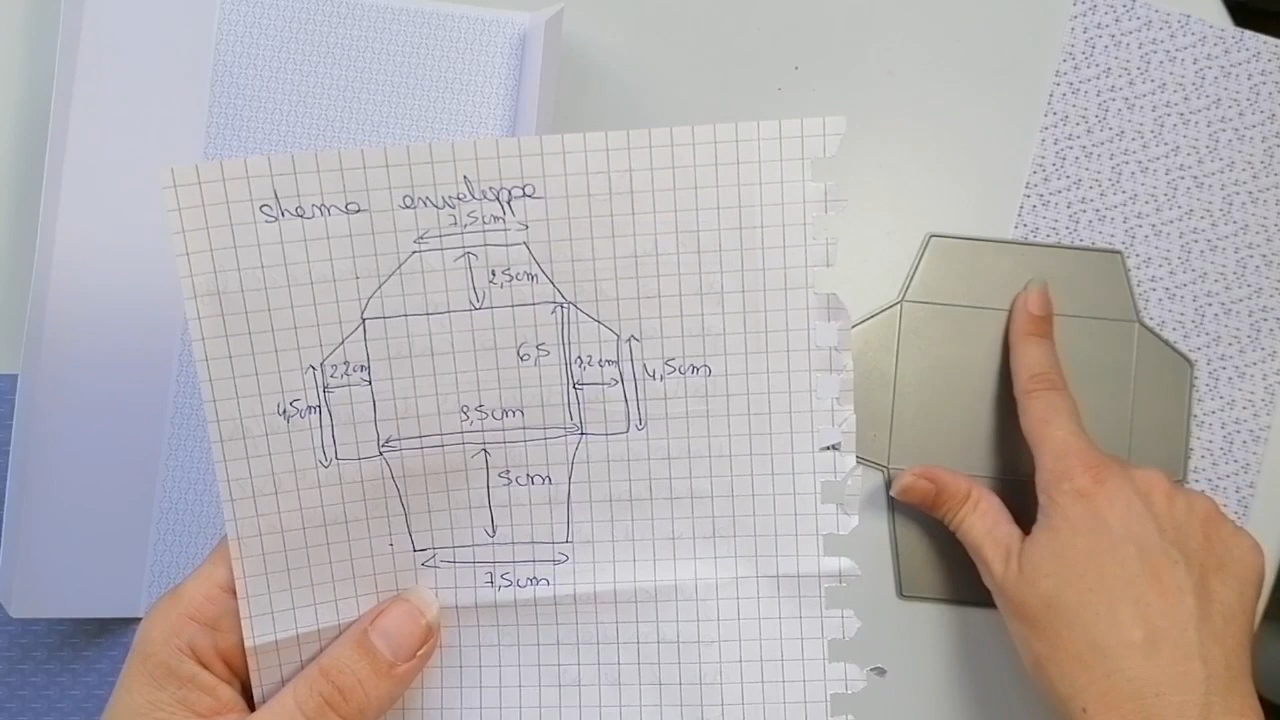 shema enveloppe
7,5cm
2,5cm
6,5
2,2cm
2,2cm
4,5cm
4,5cm
9,5cm
5cm
7,5cm